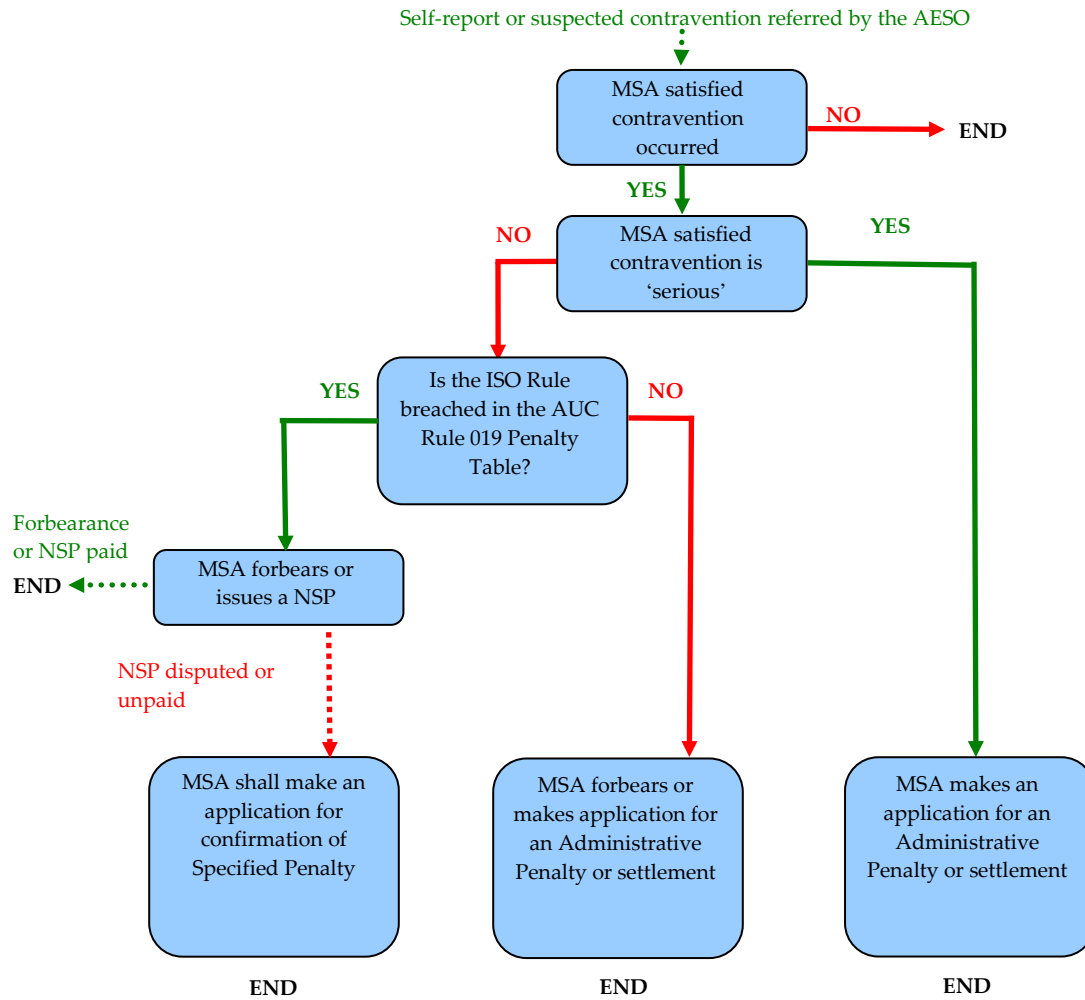 Self-report or suspected contravention referred by the AESO
MSA satisfied
contravention
occurred
NO
END
YES
MSA satisfied
contravention is
‘serious’
NO
YES
Is the ISO Rule
breached in the AUC
Rule 019 Penalty
Table?
YES
NO
Forbearance
or NSP paid
END
MSA forbears or
issues a NSP
NSP disputed or
unpaid
MSA shall make an
application for
confirmation of
Specified Penalty
MSA forbears or
makes application for
an Administrative
Penalty or settlement
MSA makes an
application for an
Administrative
Penalty or settlement
END
END
END